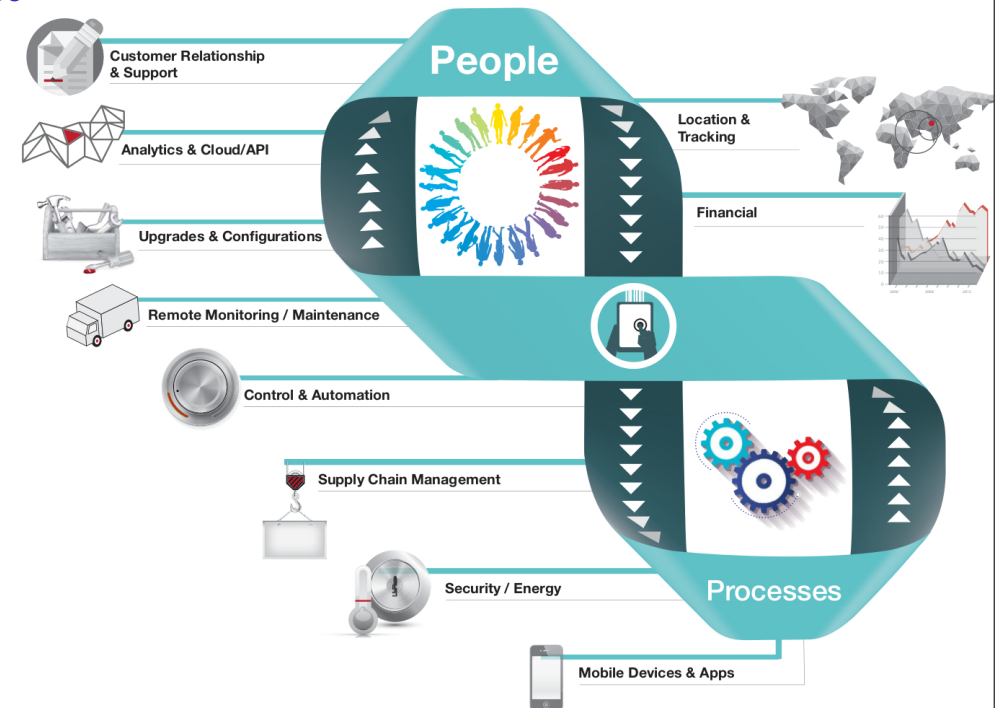 People
Customer Relationship
& Support
Location &
Tracking
Analytics & Cloud/API
Financial
Upgrades & Configurations
Remote Monitoring / Maintenance
Control & Automation
Supply Chain Management
Security / Energy
Processes
Mobile Devices & Apps